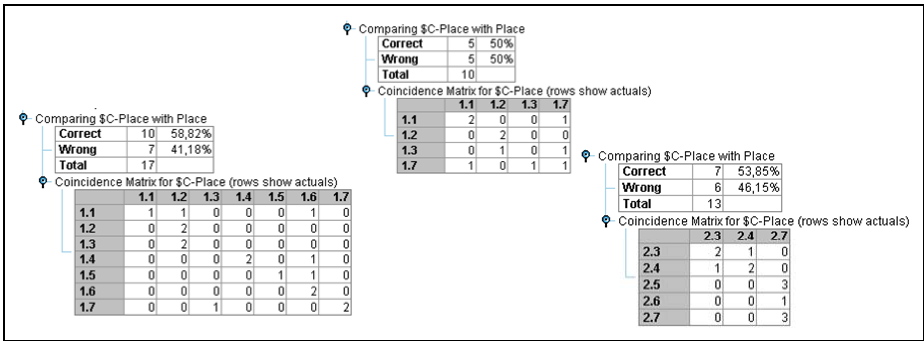 Comparing $C-Place with Place
Correct 10 58,82%
Wrong 7 41,18%
Total 17
Coincidence Matrix for $C-Place (rows show actuals)
1.1 1.2 1.3 1.4 1.5 1.6 1.7
1.1 1 1 0 0 0 1 0
1.2 0 2 0 0 0 0 0
1.3 0 2 0 0 0 0 0
1.4 0 0 0 2 0 1 0
1.5 0 0 0 0 1 1 0
1.6 0 0 0 0 0 2 0
1.7 0 0 1 0 0 0 2
Comparing $C-Place with Place
Correct 5 50%
Wrong 5 50%
Total 10
Coincidence Matrix for $C-Place (rows show actuals)
1.1 1.2 1.3 1.7
1.1 2 0 0 1
1.2 0 2 0 0
1.3 0 1 0 1
1.7 1 0 1 1
Comparing $C-Place with Place
Correct 7 53,85%
Wrong 6 46,15%
Total 13
Coincidence Matrix for $C-Place (rows show actuals)
2.3 2.4 2.7
2.3 2 1 0
2.4 1 2 0
2.5 0 0 3
2.6 0 0 1
2.7 0 0 3